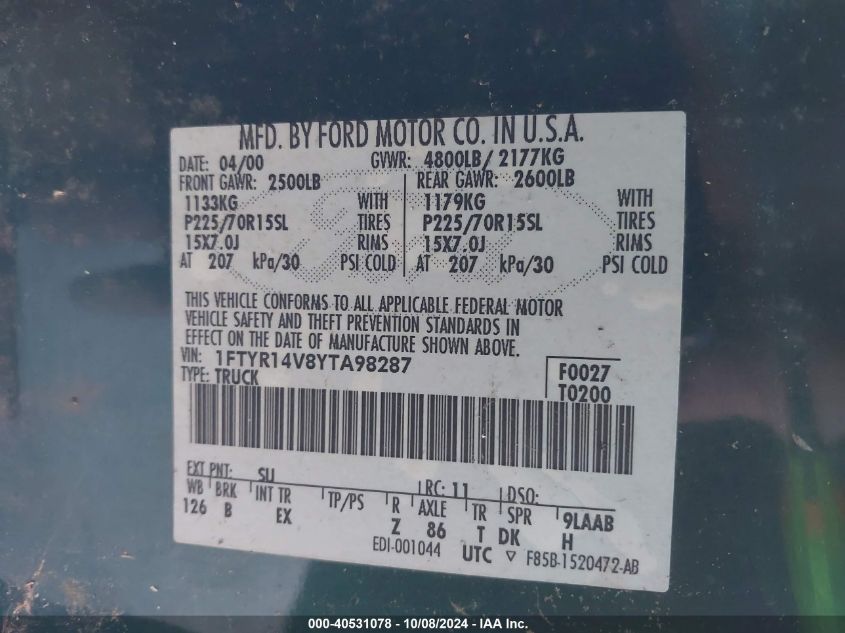 MFD. BY FORD MOTOR CO. IN U.S.A.
DATE: 04/00 GVWR: 4800LB/ 2177KG
FRONT GAWR: 2500LB REAR GAWR: 2600LB
1133KG WITH 1179KG WITH
P225/70R15SL TIRES P225/70R15SL TIRES
15X7.0J RIMS 15X7.0J RIMS
AT 207 kPa/30 PSI COLD AT 207 kPa/30 PSI COLD
THIS VEHICLE CONFORMS TO ALL APPLICABLE FEDERAL MOTOR
VEHICLE SAFETY AND THEFT PREVENTION STANDARDS IN
EFFECT ON THE DATE OF MANUFACTURE SHOWN ABOVE.
VIN: 1FTYR14V8YTA98287 F0027
TYPE: TRUCK T0200
EXT PNT: SU RC: 11 DSO:
WB BRK INT TR TP/PS R AXLE TR SPR 9LAAB
126 B EX Z 86 T DK H
EDI-001044 UTC ▽ F85B-1520472-AB
000-40531078 - 10/08/2024 - IAA Inc.